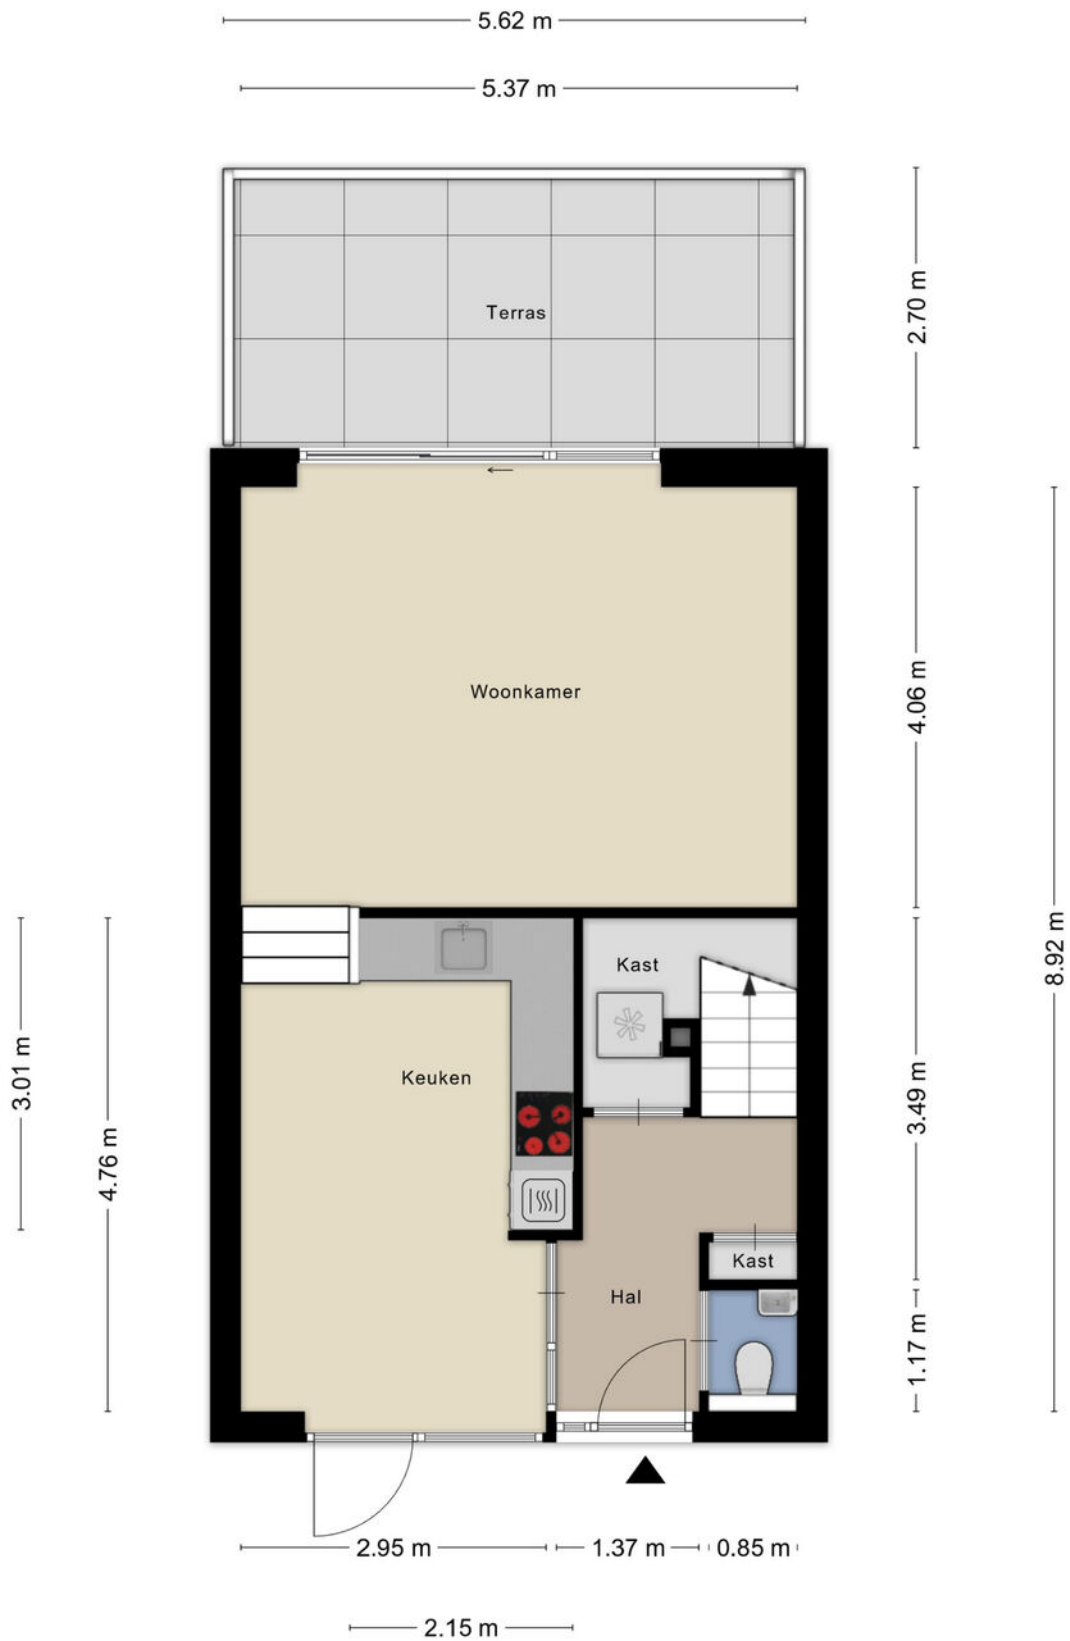 5.62 m
5.37 m
2.70 m
Terras
4.06 m
Woonkamer
8.92 m
Kast
3.01 m
Keuken
3.49 m
4.76 m
Kast
Hal
1.17 m
2.95 m
1.37 m
0.85 m
2.15 m